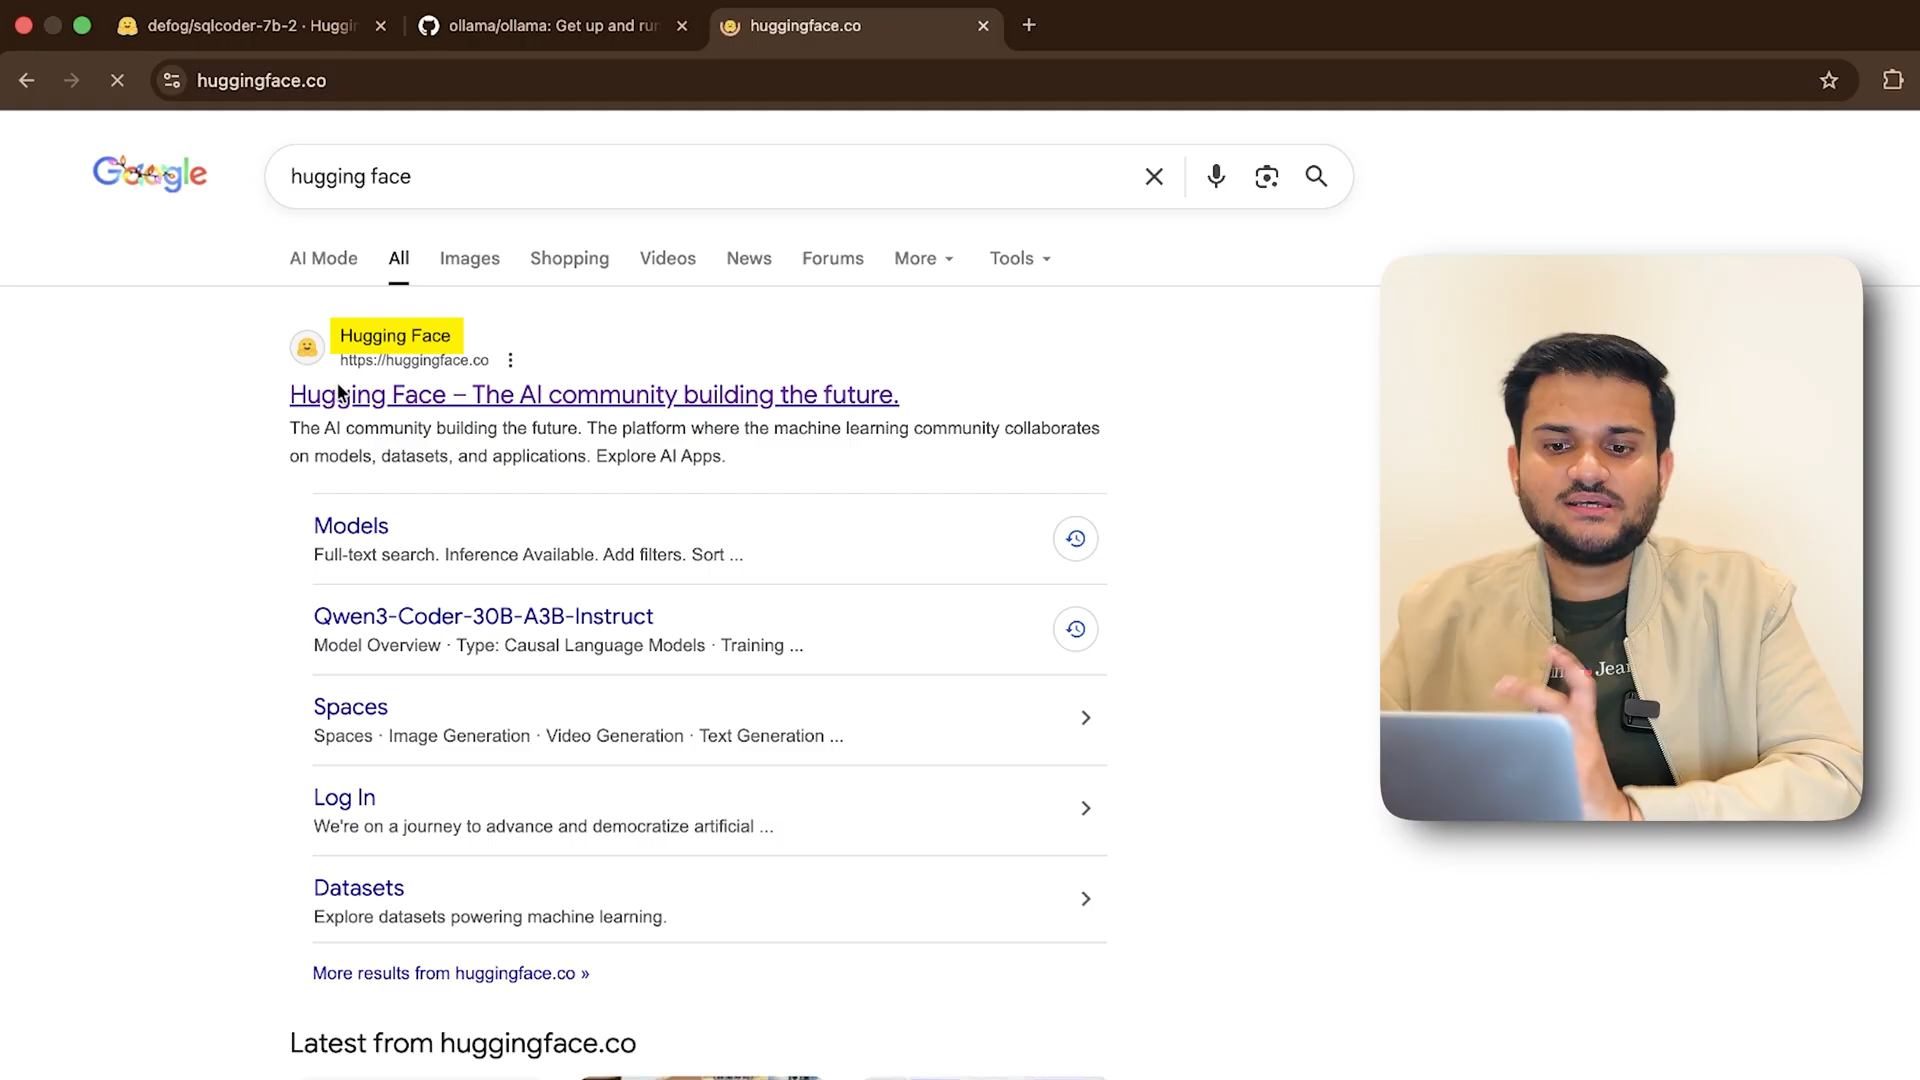 defog/sqlcoder-7b-2 · Huggin
ollama/ollama: Get up and run
huggingface.co
huggingface.co
Google
hugging face
AI Mode
All
Images
Shopping
Videos
News
Forums
More
Tools
Hugging Face
https://huggingface.co
Hugging Face – The AI community building the future.
The AI community building the future. The platform where the machine learning community collaborates
on models, datasets, and applications. Explore AI Apps.
Models
Full-text search. Inference Available. Add filters. Sort ...
Qwen3-Coder-30B-A3B-Instruct
Model Overview · Type: Causal Language Models · Training ...
Spaces
Spaces · Image Generation · Video Generation · Text Generation ...
Log In
We're on a journey to advance and democratize artificial ...
Datasets
Explore datasets powering machine learning.
More results from huggingface.co »
Latest from huggingface.co